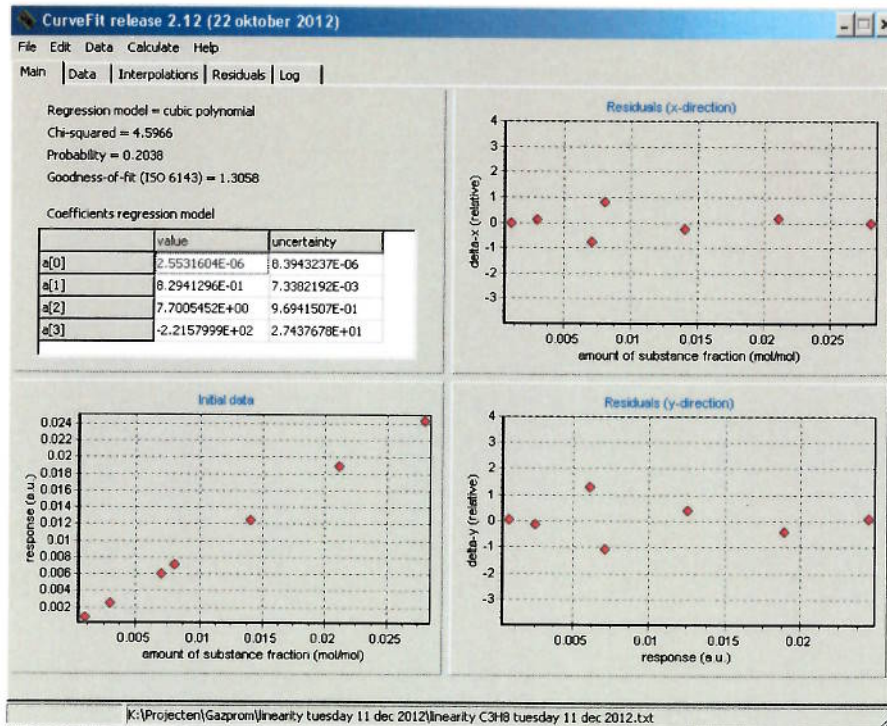 CurveFit release 2.12 (22 oktober 2012)
File Edit Data Calculate Help
Main Data Interpolations Residuals Log
Regression model = cubic polynomial
Chi-squared = 4.5966
Probability = 0.2038
Goodness-of-fit (ISO 6143) = 1.3058
Coefficients regression model
value uncertainty
a[0] 2.5531604E-06 8.3943237E-06
a[1] 8.2941296E-01 7.3382192E-03
a[2] 7.7005452E+00 9.6941507E-01
a[3] -2.2157999E+02 2.7437678E+01
Residuals (x-direction)
delta-x (relative)
4
3
2
1
0
-1
-2
-3
0.005 0.01 0.015 0.02 0.025
amount of substance fraction (mol/mol)
Initial data
response (a.u.)
0.024
0.022
0.02
0.018
0.016
0.014
0.012
0.01
0.008
0.006
0.004
0.002
0.005 0.01 0.015 0.02 0.025
amount of substance fraction (mol/mol)
Residuals (y-direction)
delta-y (relative)
4
3
2
1
0
-1
-2
-3
0.005 0.01 0.015 0.02
response (a.u.)
K:\Projecten\Gazprom\linearity tuesday 11 dec 2012\linearity C3H8 tuesday 11 dec 2012.txt